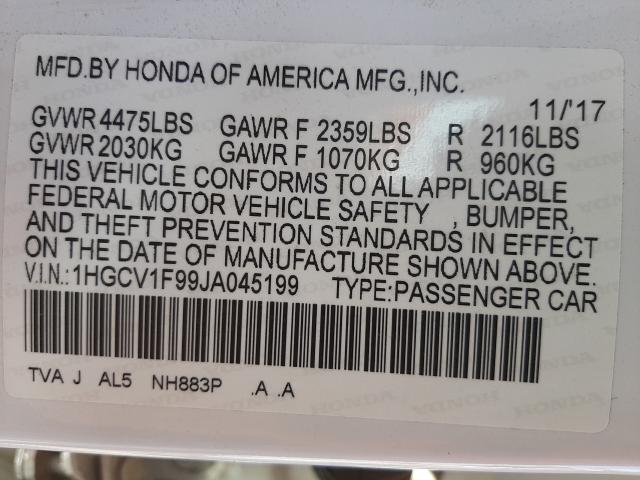 MFD.BY HONDA OF AMERICA MFG.,INC.
11/'17
GVWR 4475LBS GAWR F 2359LBS R 2116LBS
GVWR 2030KG GAWR F 1070KG R 960KG
THIS VEHICLE CONFORMS TO ALL APPLICABLE
FEDERAL MOTOR VEHICLE SAFETY , BUMPER,
AND THEFT PREVENTION STANDARDS IN EFFECT
ON THE DATE OF MANUFACTURE SHOWN ABOVE.
V.I.N.:1HGCV1F99JA045199 TYPE:PASSENGER CAR
TVA J AL5 NH883P .A .A